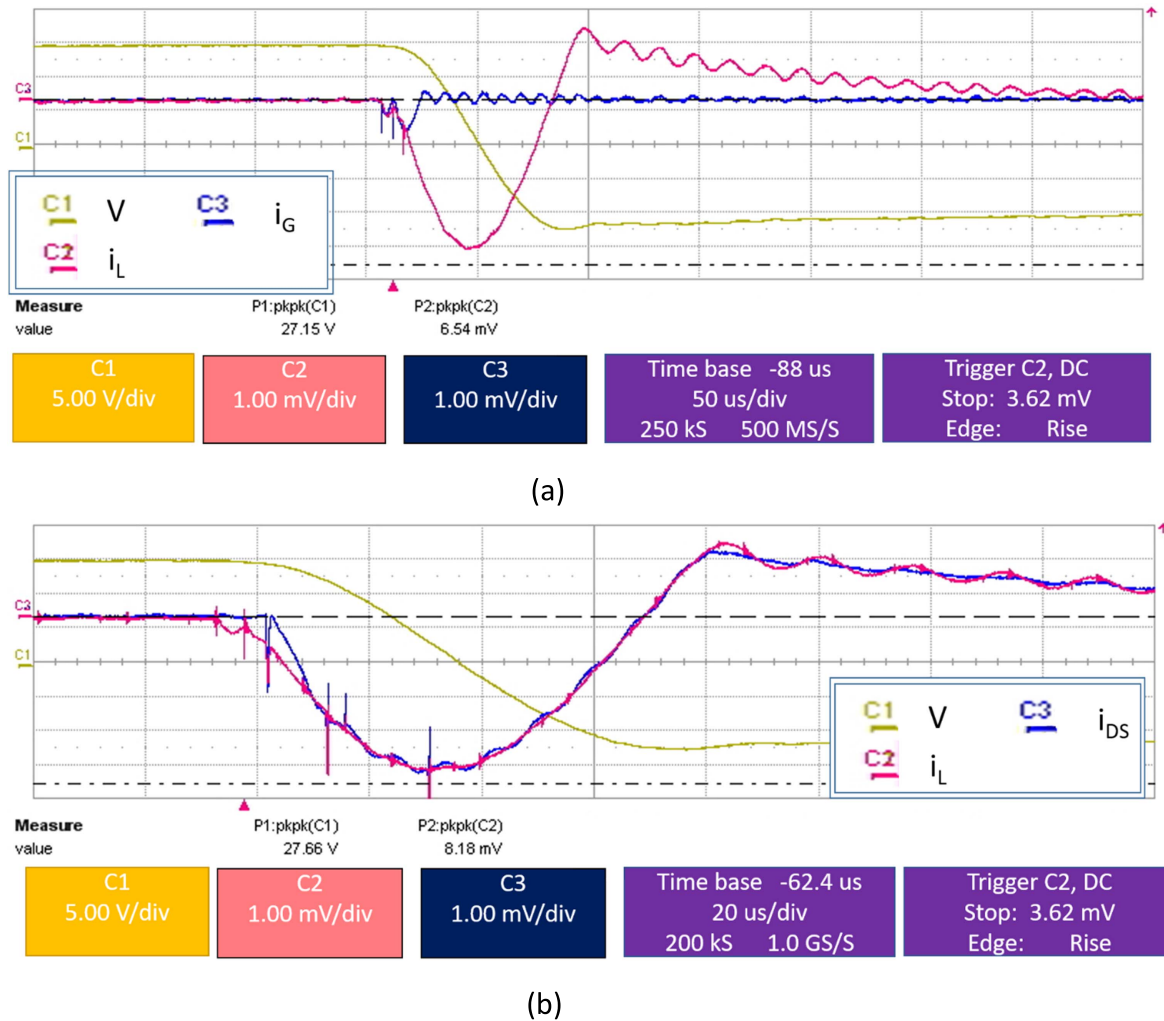 C3
C1
C1 V C3 i_G
C2 i_L
Measure P1:pkpk(C1) P2:pkpk(C2)
value 27.15 V 6.54 mV
C1 C2 C3 Time base -88 us Trigger C2, DC
5.00 V/div 1.00 mV/div 1.00 mV/div 50 us/div Stop: 3.62 mV
250 kS 500 MS/S Edge: Rise
(a)
C3
C1
C1 V C3 i_DS
C2 i_L
Measure P1:pkpk(C1) P2:pkpk(C2)
value 27.66 V 8.18 mV
C1 C2 C3 Time base -62.4 us Trigger C2, DC
5.00 V/div 1.00 mV/div 1.00 mV/div 20 us/div Stop: 3.62 mV
200 kS 1.0 GS/S Edge: Rise
(b)